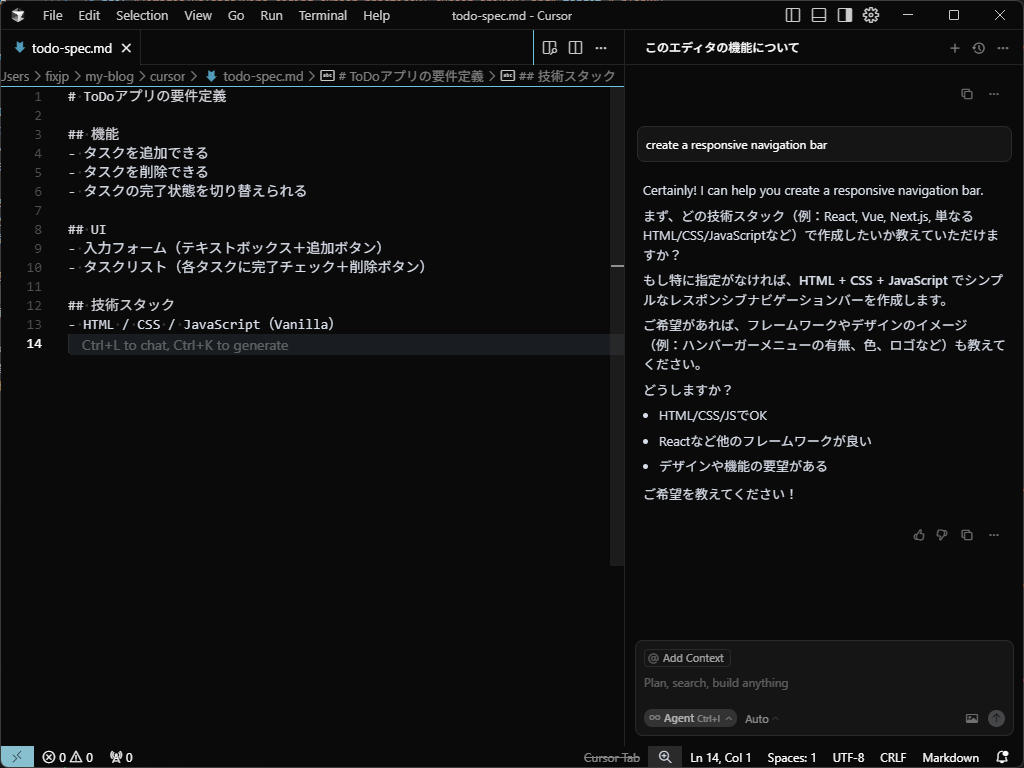 File Edit Selection View Go Run Terminal Help todo-spec.md - Cursor
todo-spec.md
Users > fixjp > my-blog > cursor > todo-spec.md > # ToDoアプリの要件定義 > ## 技術スタック
1 # ToDoアプリの要件定義
2
3 ## 機能
4 - タスクを追加できる
5 - タスクを削除できる
6 - タスクの完了状態を切り替えられる
7
8 ## UI
9 - 入力フォーム（テキストボックス＋追加ボタン）
10 - タスクリスト（各タスクに完了チェック＋削除ボタン）
11
12 ## 技術スタック
13 - HTML / CSS / JavaScript（Vanilla）
14 Ctrl+L to chat, Ctrl+K to generate
このエディタの機能について
create a responsive navigation bar
Certainly! I can help you create a responsive navigation bar.
まず、どの技術スタック（例：React, Vue, Next.js, 単なる
HTML/CSS/JavaScriptなど）で作成したいか教えていただけま
すか？
もし特に指定がなければ、HTML + CSS + JavaScript でシンプ
ルなレスポンシブナビゲーションバーを作成します。
ご希望があれば、フレームワークやデザインのイメージ
（例：ハンバーガーメニューの有無、色、ロゴなど）も教えて
ください。
どうしますか？
• HTML/CSS/JSでOK
• Reactなど他のフレームワークが良い
• デザインや機能の要望がある
ご希望を教えてください！
@ Add Context
Plan, search, build anything
∞ Agent Ctrl+I Auto
0 0 0 Cursor Tab Ln 14, Col 1 Spaces: 1 UTF-8 CRLF Markdown